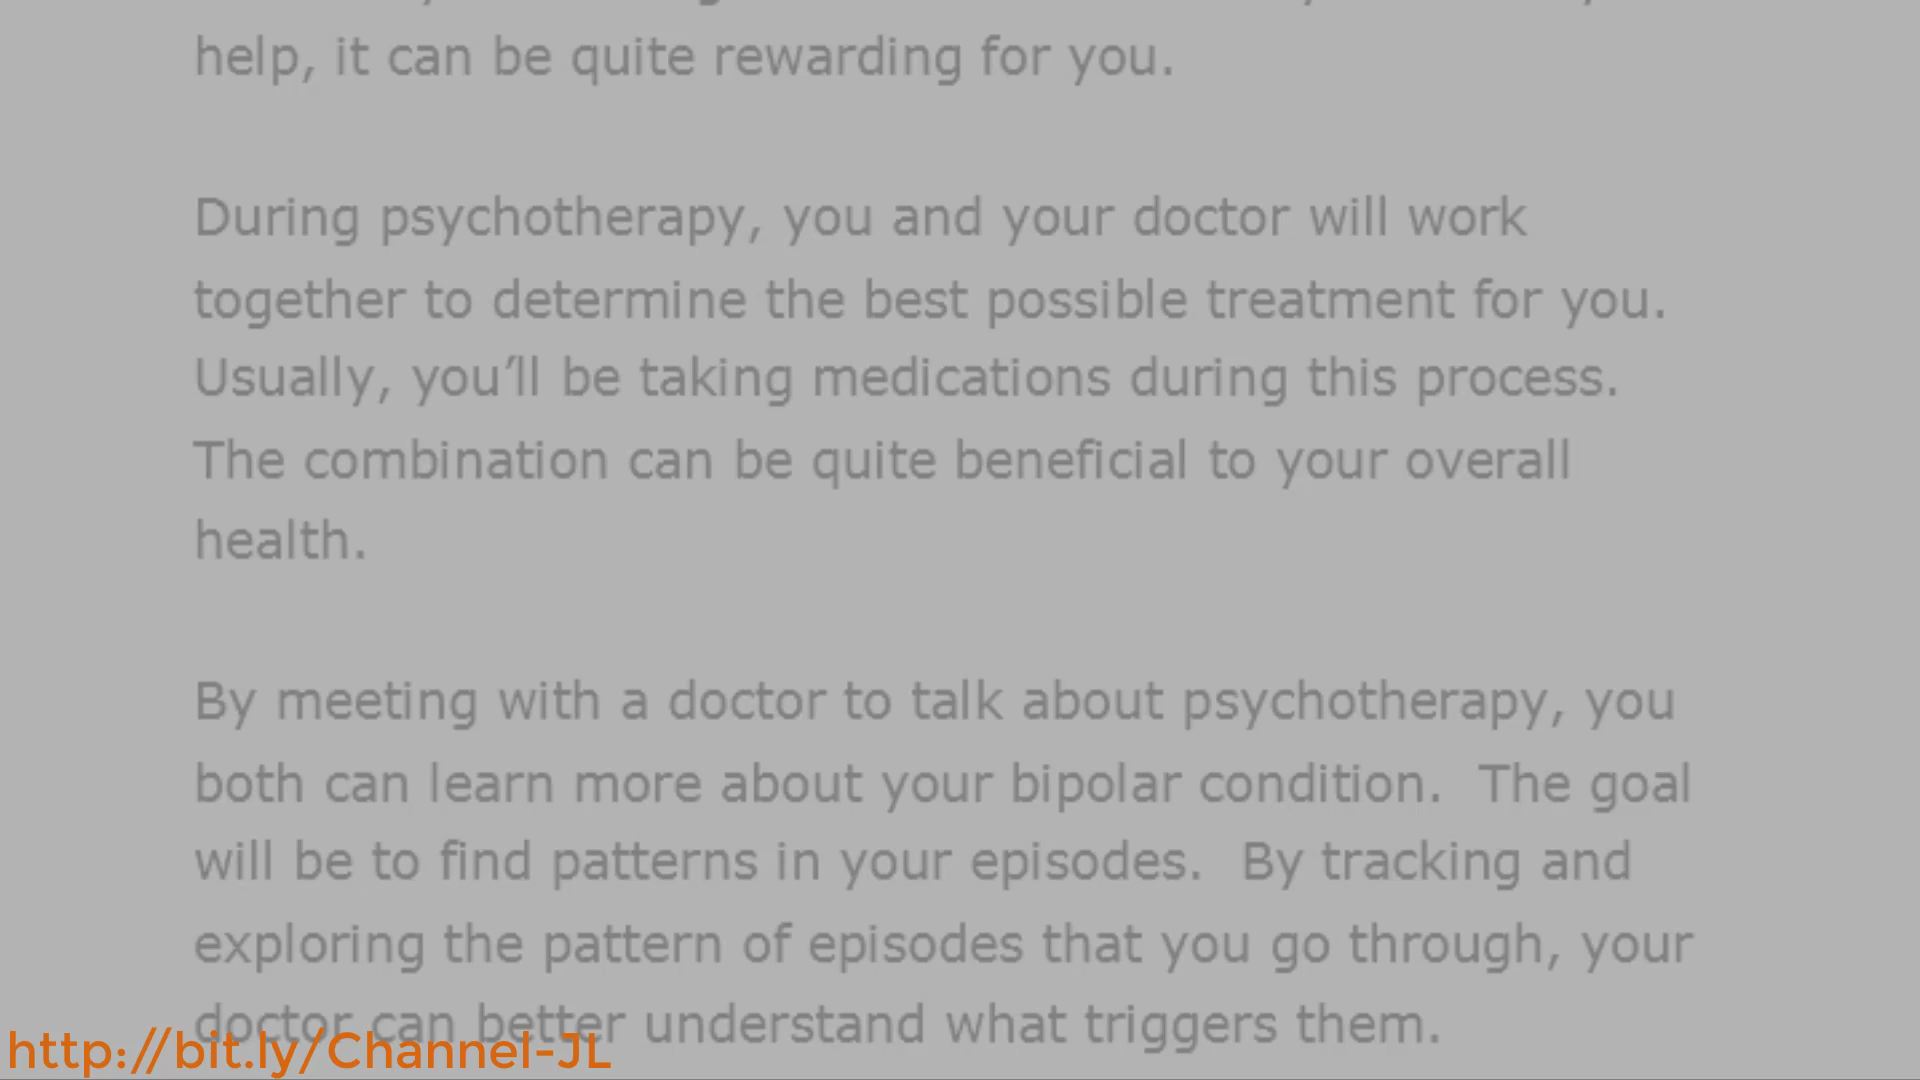 help, it can be quite rewarding for you.
During psychotherapy, you and your doctor will work
together to determine the best possible treatment for you.
Usually, you’ll be taking medications during this process.
The combination can be quite beneficial to your overall
health.
By meeting with a doctor to talk about psychotherapy, you
both can learn more about your bipolar condition.  The goal
will be to find patterns in your episodes.  By tracking and
exploring the pattern of episodes that you go through, your
doctor can better understand what triggers them.
http://bit.ly/Channel-JL